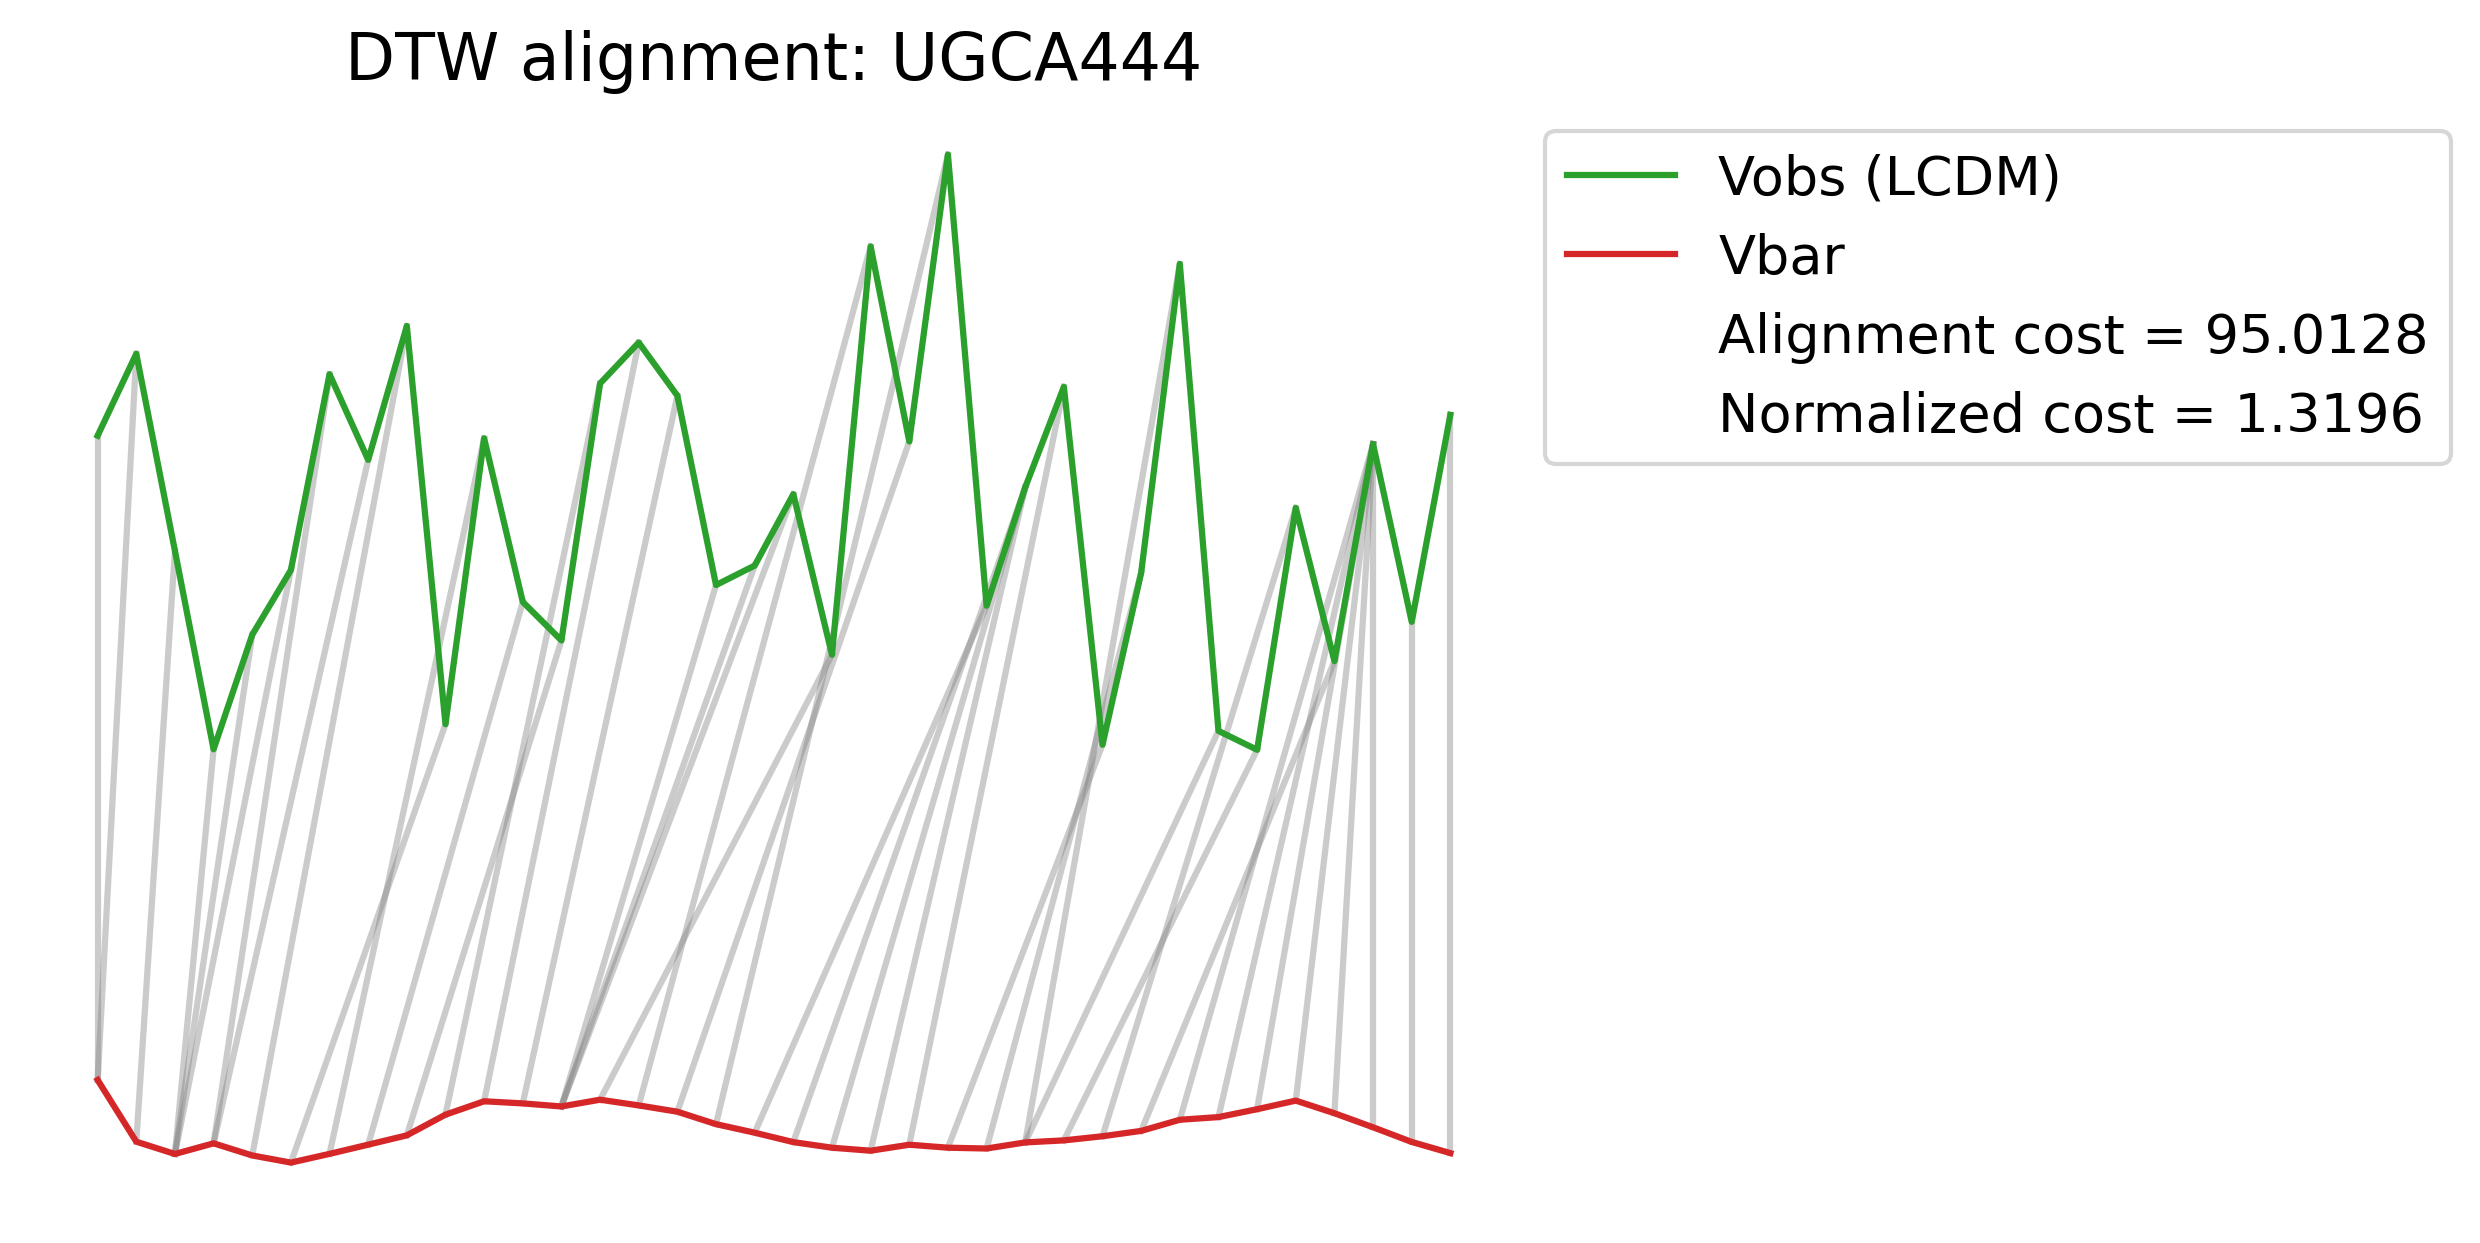 DTW alignment: UGCA444
Vobs (LCDM)
Vbar
Alignment cost = 95.0128
Normalized cost = 1.3196